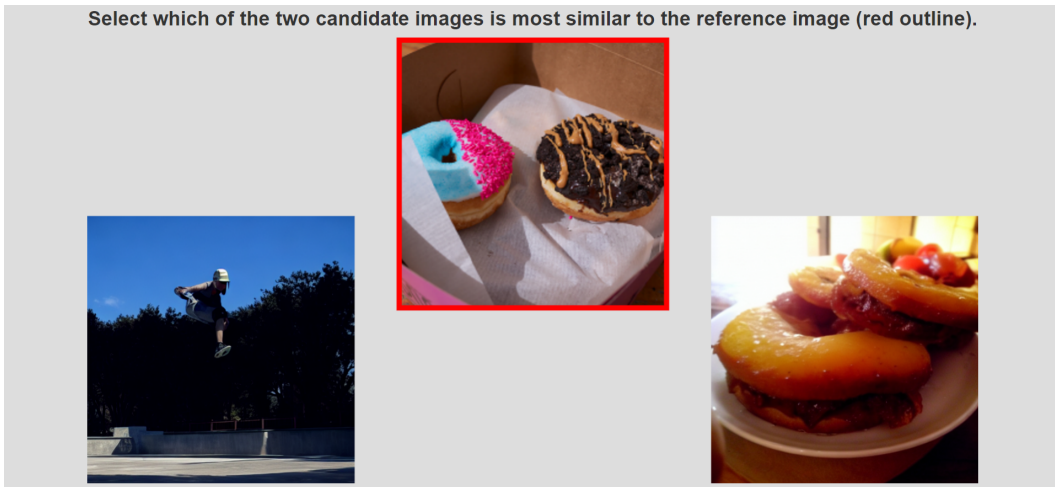 Select which of the two candidate images is most similar to the reference image (red outline).